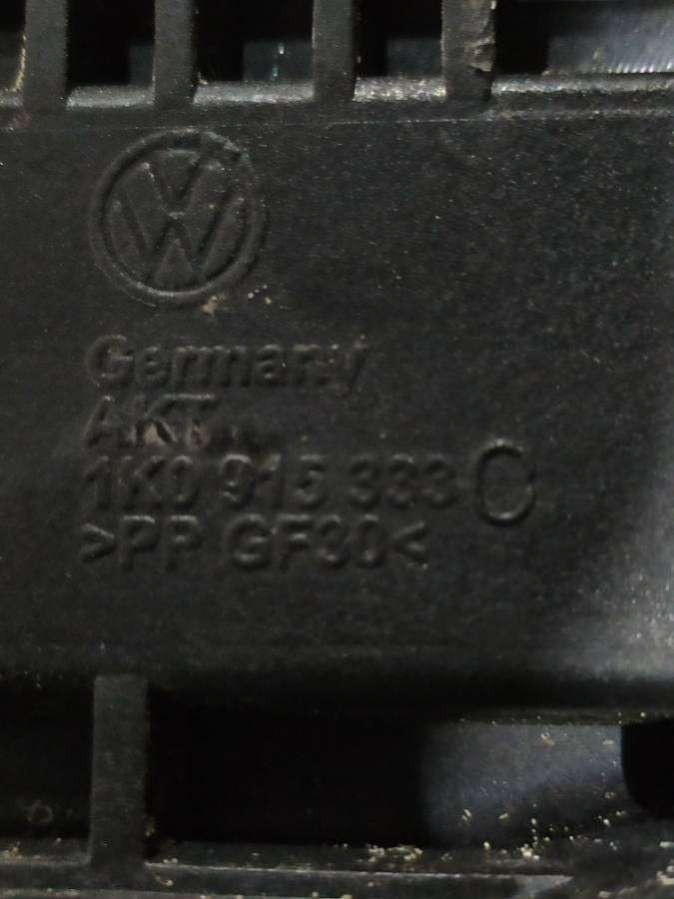 VW
Germany
AKT
1K0 915 333 C
>PP GF30<